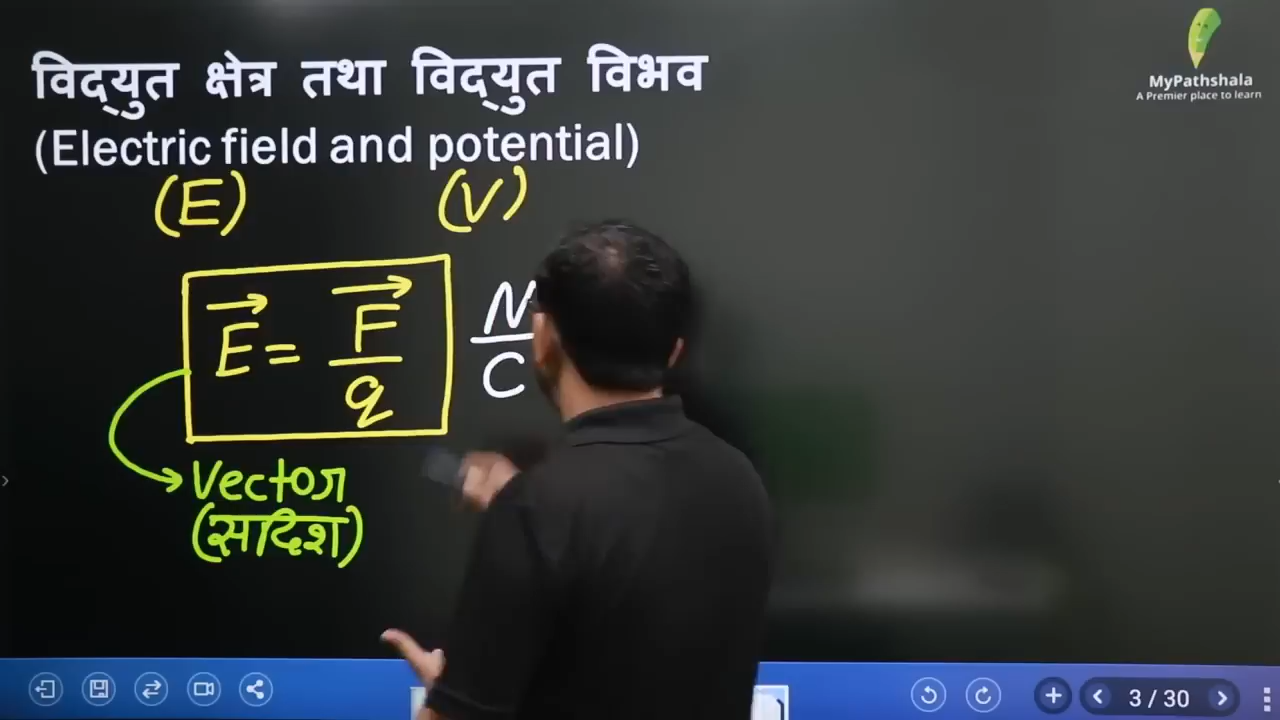 विद्युत क्षेत्र तथा विद्युत विभव
(Electric field and potential)
(E) (V)
E = F/q N/C
Vector
(सादिश)
MyPathshala
A Premier place to learn
3 / 30